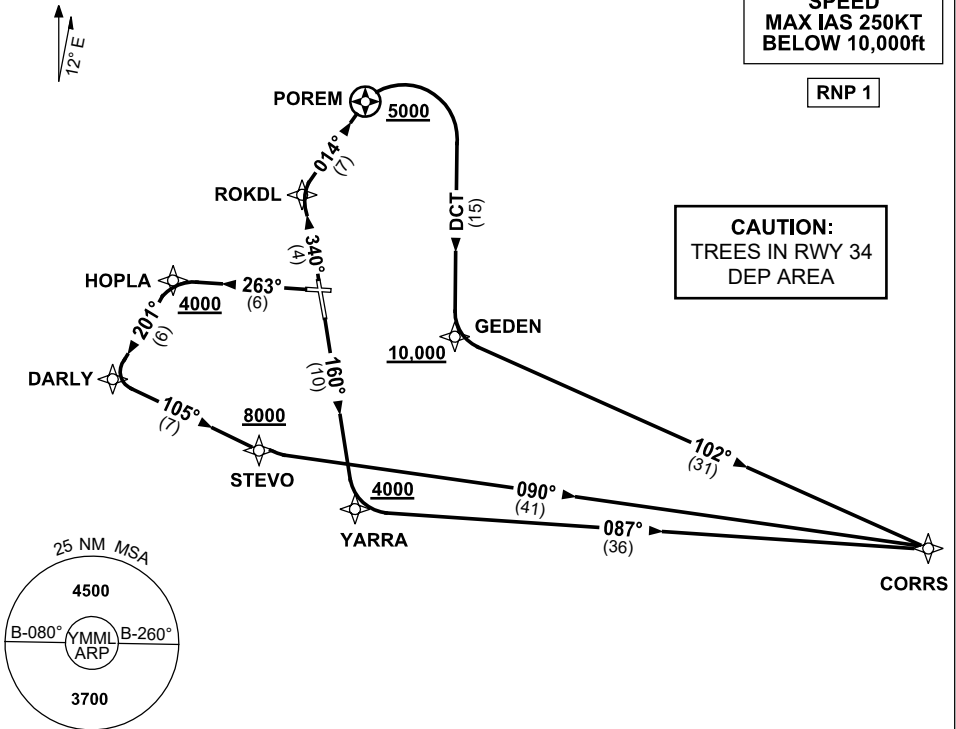 SPEED
MAX IAS 250KT
BELOW 10,000ft
RNP 1
12° E
POREM
5000
014°
(7)
ROKDL
DCT
(15)
340°
(4)
CAUTION:
TREES IN RWY 34
DEP AREA
HOPLA
263°
(6)
4000
201°
(6)
GEDEN
10,000
160°
(10)
DARLY
105°
(7)
8000
STEVO
102°
(31)
4000
090°
(41)
YARRA
087°
(36)
CORRS
25 NM MSA
4500
B-080°
YMML
ARP
B-260°
3700